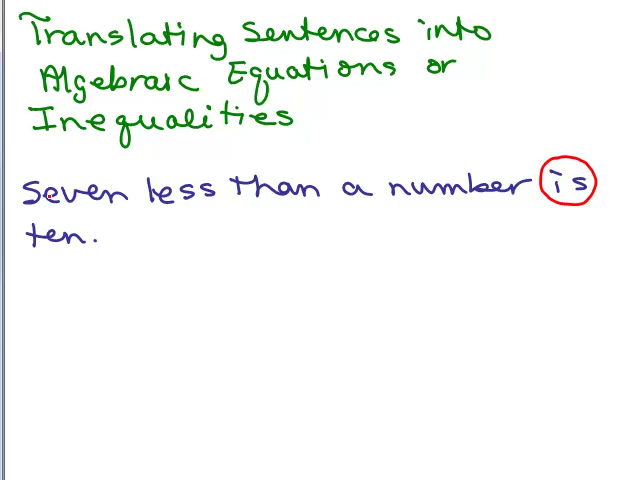 Translating Sentences into
Algebraic Equations or
Inequalities
Seven less than a number is
ten.